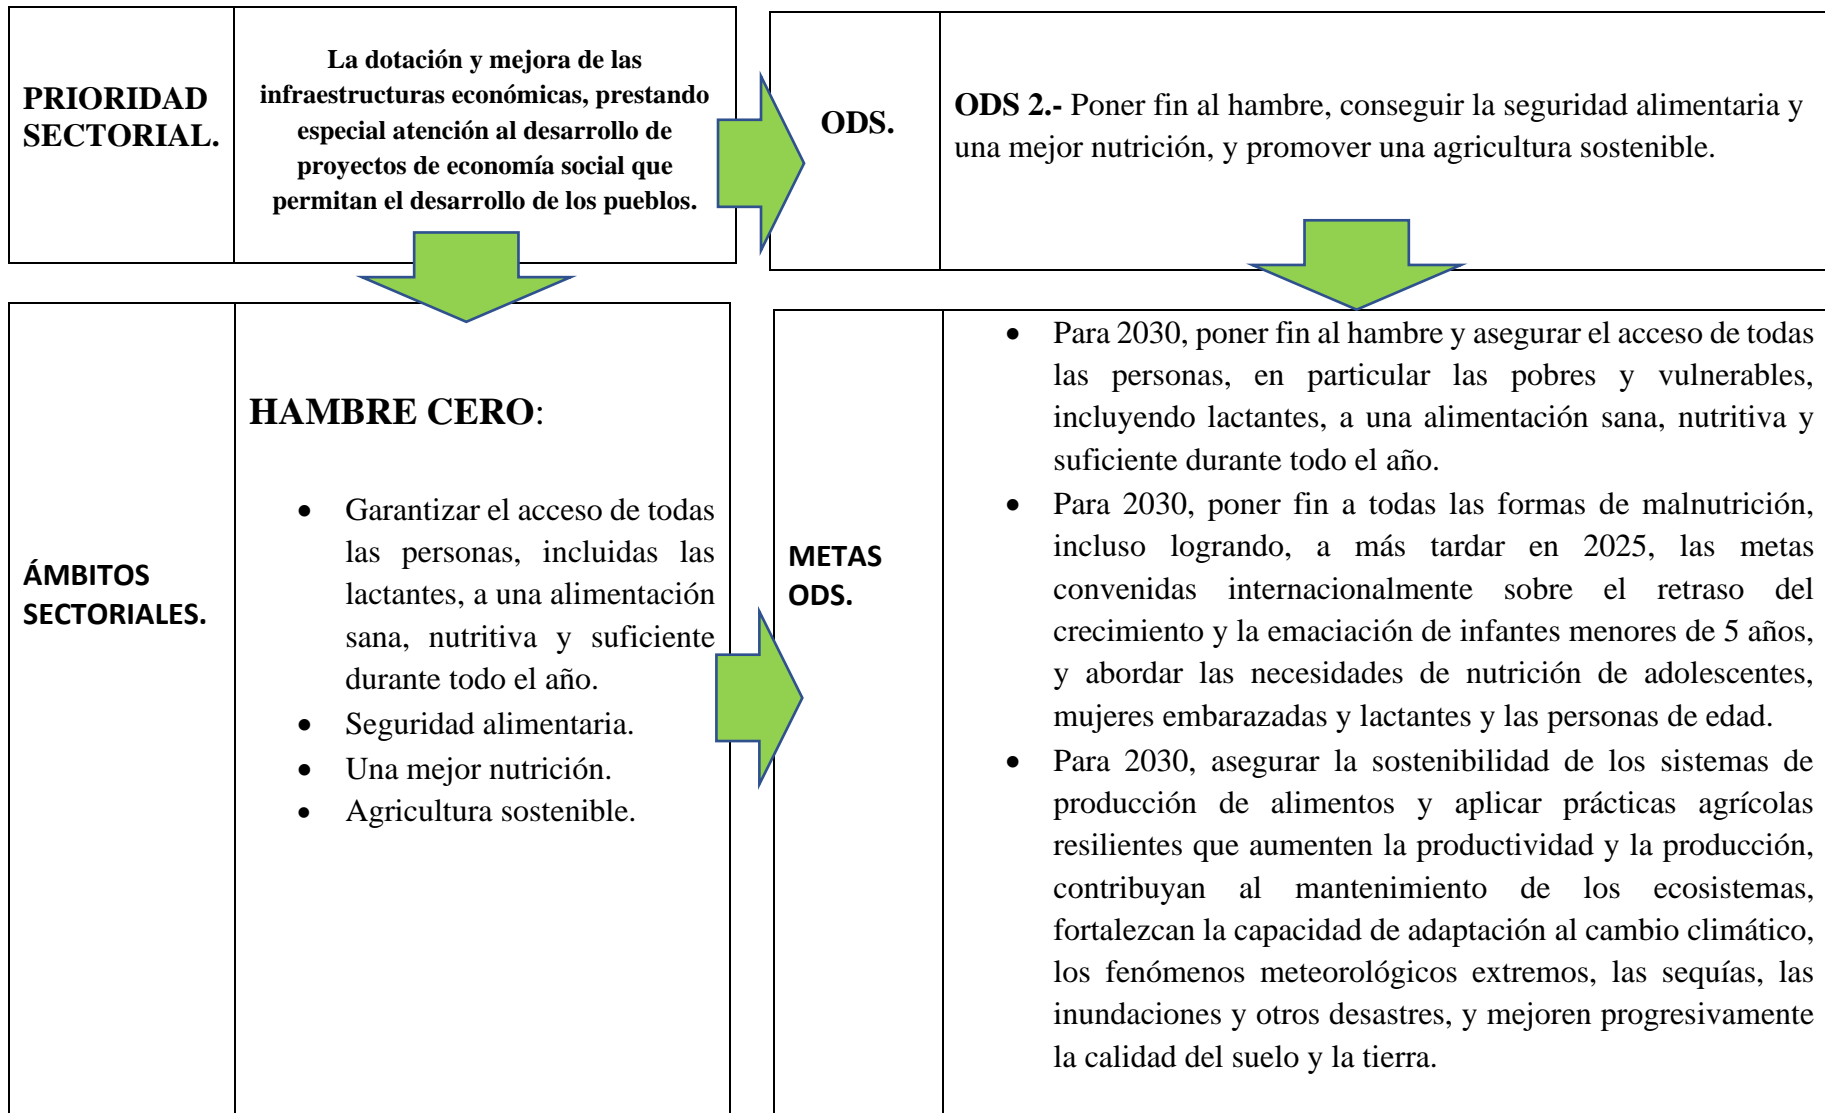 PRIORIDAD
SECTORIAL.
La dotación y mejora de las
infraestructuras económicas, prestando
especial atención al desarrollo de
proyectos de economía social que
permitan el desarrollo de los pueblos.
ODS.
ODS 2.- Poner fin al hambre, conseguir la seguridad alimentaria y
una mejor nutrición, y promover una agricultura sostenible.
ÁMBITOS
SECTORIALES.
HAMBRE CERO:
• Garantizar el acceso de todas
las personas, incluidas las
lactantes, a una alimentación
sana, nutritiva y suficiente
durante todo el año.
• Seguridad alimentaria.
• Una mejor nutrición.
• Agricultura sostenible.
METAS
ODS.
• Para 2030, poner fin al hambre y asegurar el acceso de todas
las personas, en particular las pobres y vulnerables,
incluyendo lactantes, a una alimentación sana, nutritiva y
suficiente durante todo el año.
• Para 2030, poner fin a todas las formas de malnutrición,
incluso logrando, a más tardar en 2025, las metas
convenidas internacionalmente sobre el retraso del
crecimiento y la emaciación de infantes menores de 5 años,
y abordar las necesidades de nutrición de adolescentes,
mujeres embarazadas y lactantes y las personas de edad.
• Para 2030, asegurar la sostenibilidad de los sistemas de
producción de alimentos y aplicar prácticas agrícolas
resilientes que aumenten la productividad y la producción,
contribuyan al mantenimiento de los ecosistemas,
fortalezcan la capacidad de adaptación al cambio climático,
los fenómenos meteorológicos extremos, las sequías, las
inundaciones y otros desastres, y mejoren progresivamente
la calidad del suelo y la tierra.